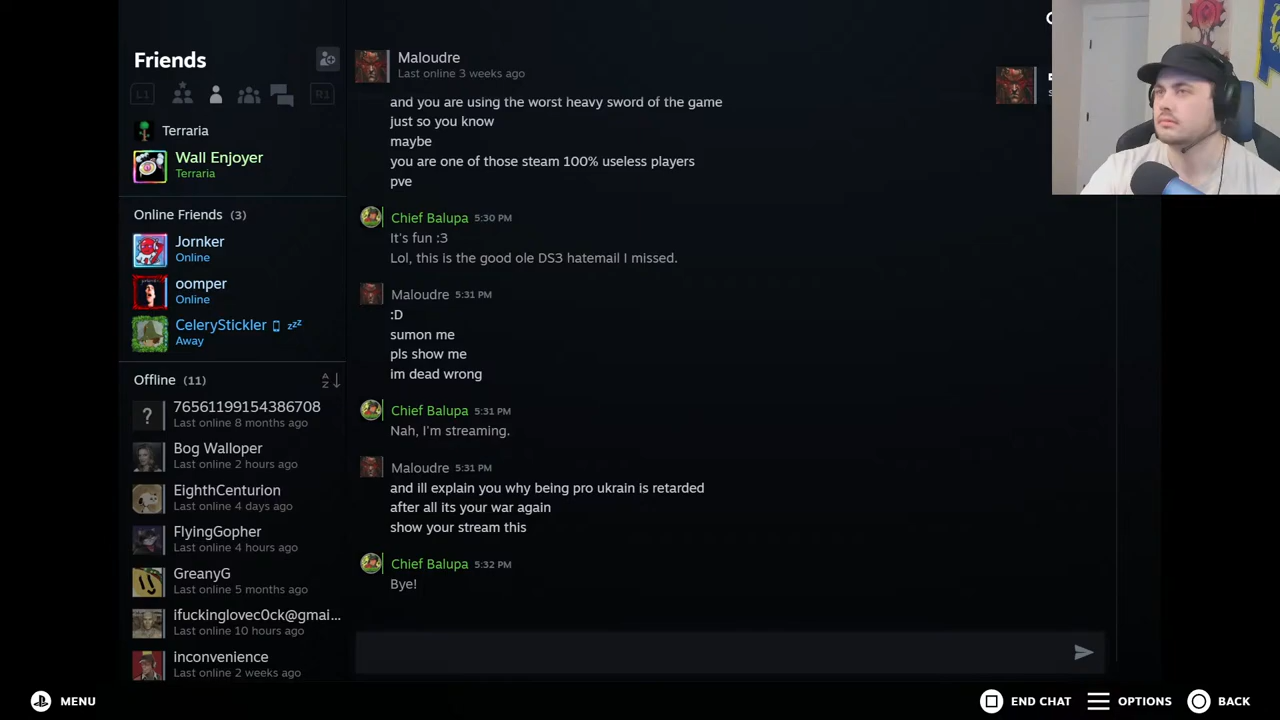 Friends
L1
R1
Terraria
Wall Enjoyer
Terraria
Online Friends (3)
Jornker
Online
oomper
Online
CeleryStickler zzz
Away
Offline (11)
A
Z
?
76561199154386708
Last online 8 months ago
Bog Walloper
Last online 2 hours ago
EighthCenturion
Last online 4 days ago
FlyingGopher
Last online 4 hours ago
GreanyG
Last online 5 months ago
ifuckinglovec0ck@gmai...
Last online 10 hours ago
inconvenience
Last online 2 weeks ago
Maloudre
Last online 3 weeks ago
and you are using the worst heavy sword of the game
just so you know
maybe
you are one of those steam 100% useless players
pve
Chief Balupa 5:30 PM
It's fun :3
Lol, this is the good ole DS3 hatemail I missed.
Maloudre 5:31 PM
:D
sumon me
pls show me
im dead wrong
Chief Balupa 5:31 PM
Nah, I'm streaming.
Maloudre 5:31 PM
and ill explain you why being pro ukrain is retarded
after all its your war again
show your stream this
Chief Balupa 5:32 PM
Bye!
MENU
END CHAT
OPTIONS
BACK